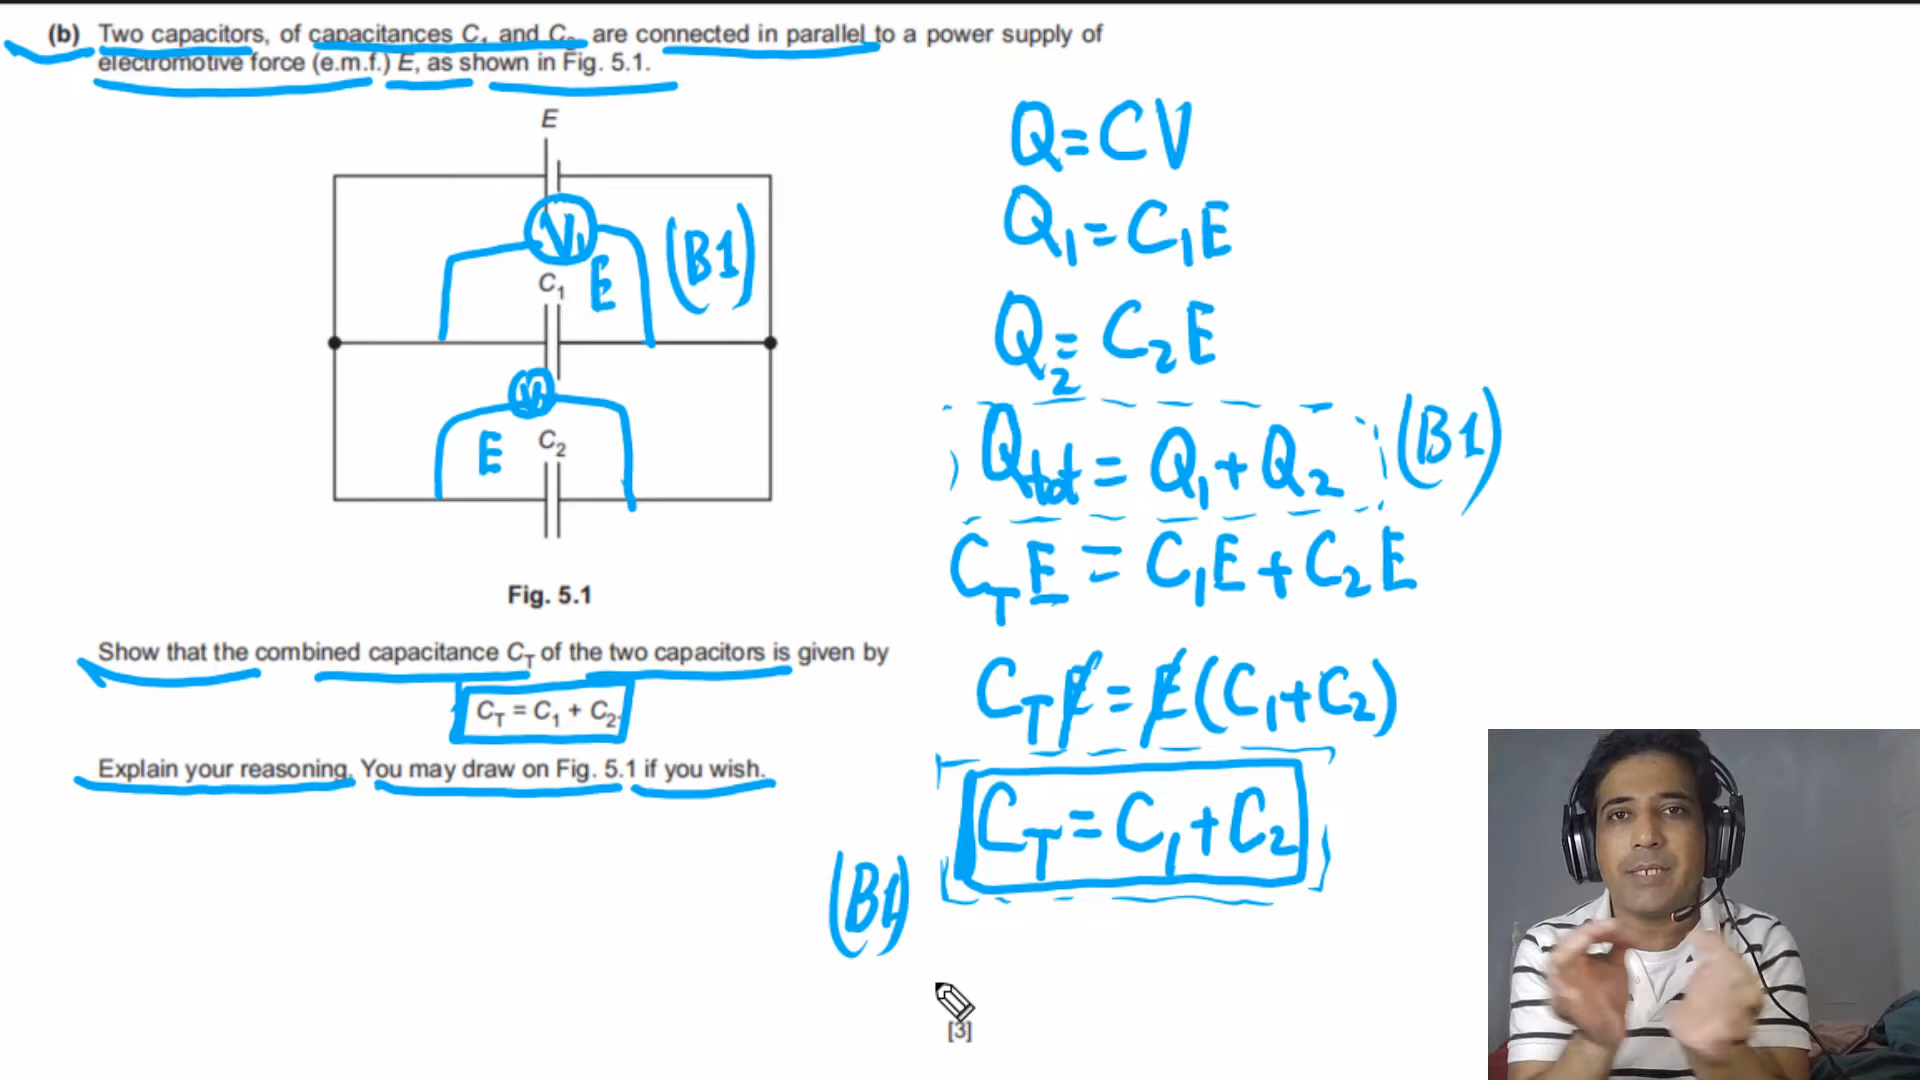 (b) Two capacitors, of capacitances C₁ and C₂, are connected in parallel to a power supply of
electromotive force (e.m.f.) E, as shown in Fig. 5.1.
E
V₁
E
(B1)
C₁
V
E
C₂
Fig. 5.1
Show that the combined capacitance C_T of the two capacitors is given by
C_T = C₁ + C₂.
Explain your reasoning. You may draw on Fig. 5.1 if you wish.
Q=CV
Q₁=C₁E
Q₂=C₂E
Qtot = Q₁+Q₂ (B1)
C_T E = C₁E + C₂E
C_T E = E(C₁+C₂)
C_T = C₁+C₂
(B1)
[3]